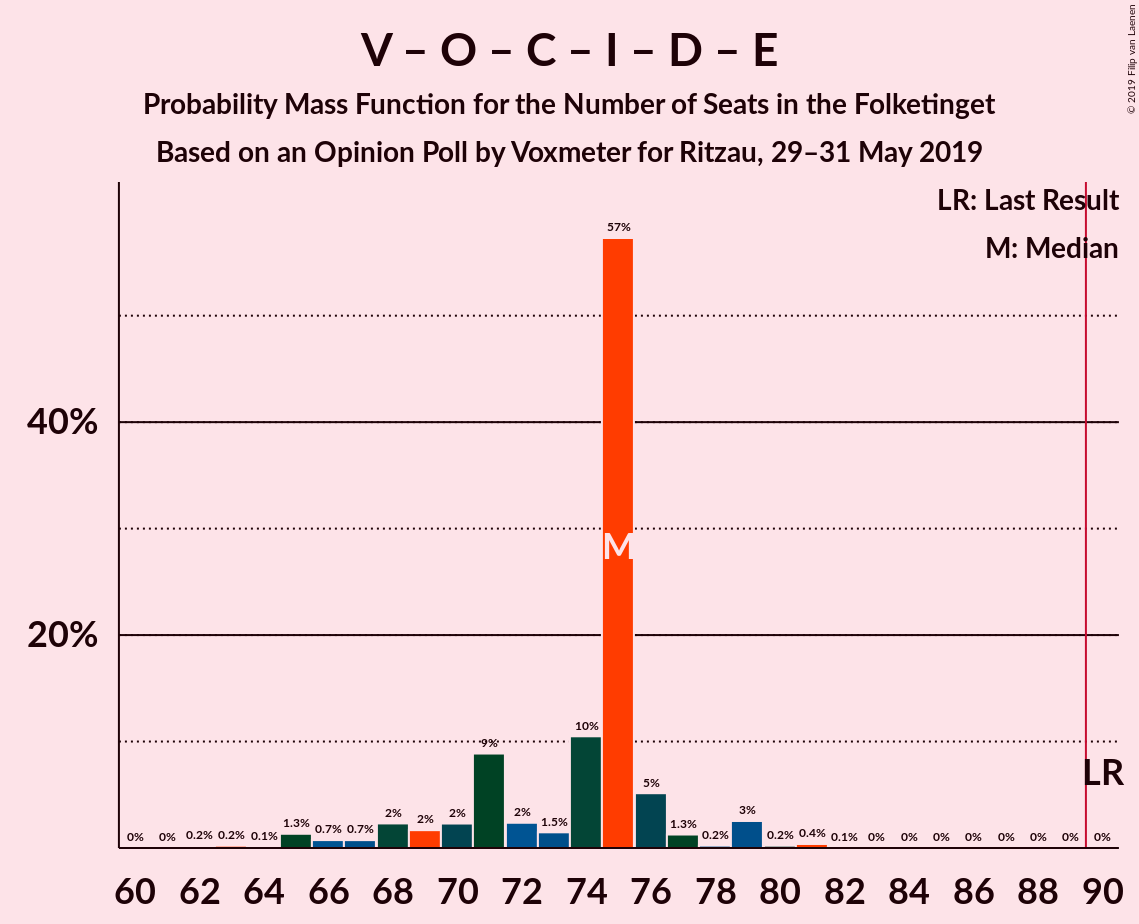 V – O – C – I – D – E
Probability Mass Function for the Number of Seats in the Folketinget
Based on an Opinion Poll by Voxmeter for Ritzau, 29–31 May 2019
© 2019 Filip van Laenen
LR: Last Result
M: Median
57%
40%
M
20%
10%
9%
LR
5%
3%
2% 2% 2% 2%
1.3% 0.7% 0.7% 1.5% 1.3%
0% 0% 0.2% 0.2% 0.1% 0.2% 0.2% 0.4% 0.1% 0% 0% 0% 0% 0% 0% 0% 0%
60 62 64 66 68 70 72 74 76 78 80 82 84 86 88 90